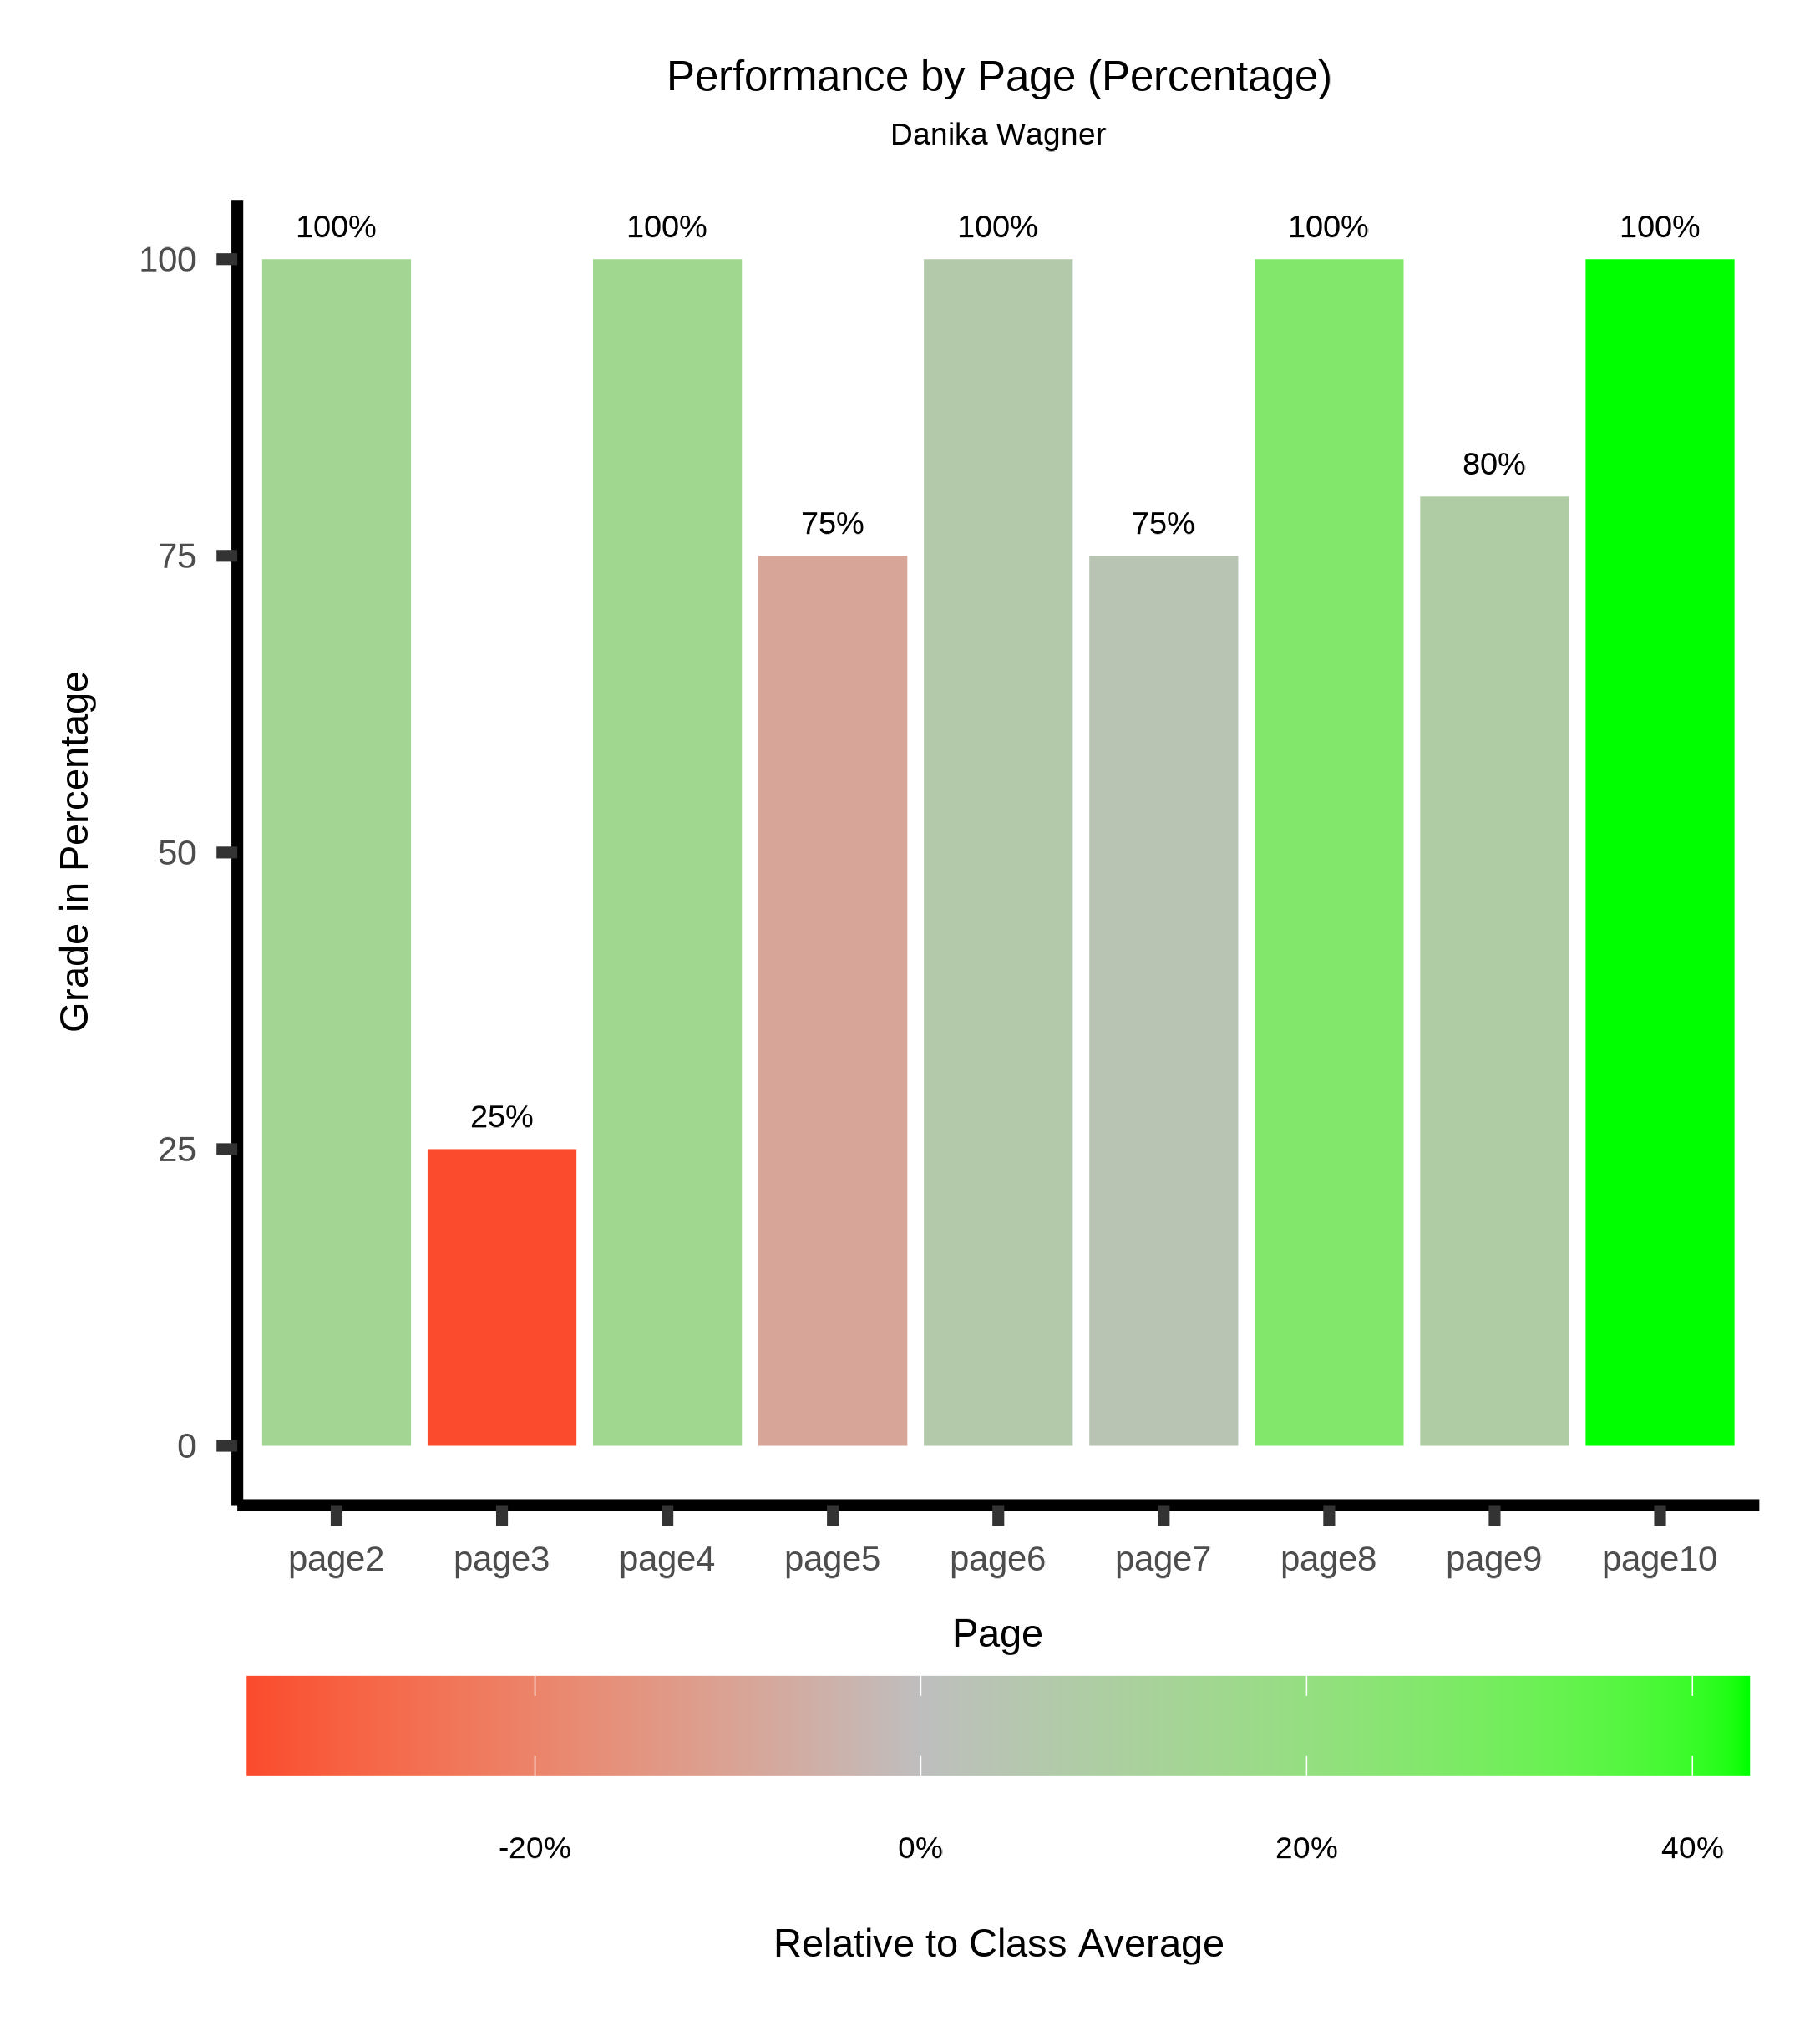 Performance by Page (Percentage)
Danika Wagner
100% 100% 100% 100% 100%
100
80%
75% 75%
75
Grade in Percentage
50
25%
25
0
page2 page3 page4 page5 page6 page7 page8 page9 page10
Page
-20% 0% 20% 40%
Relative to Class Average